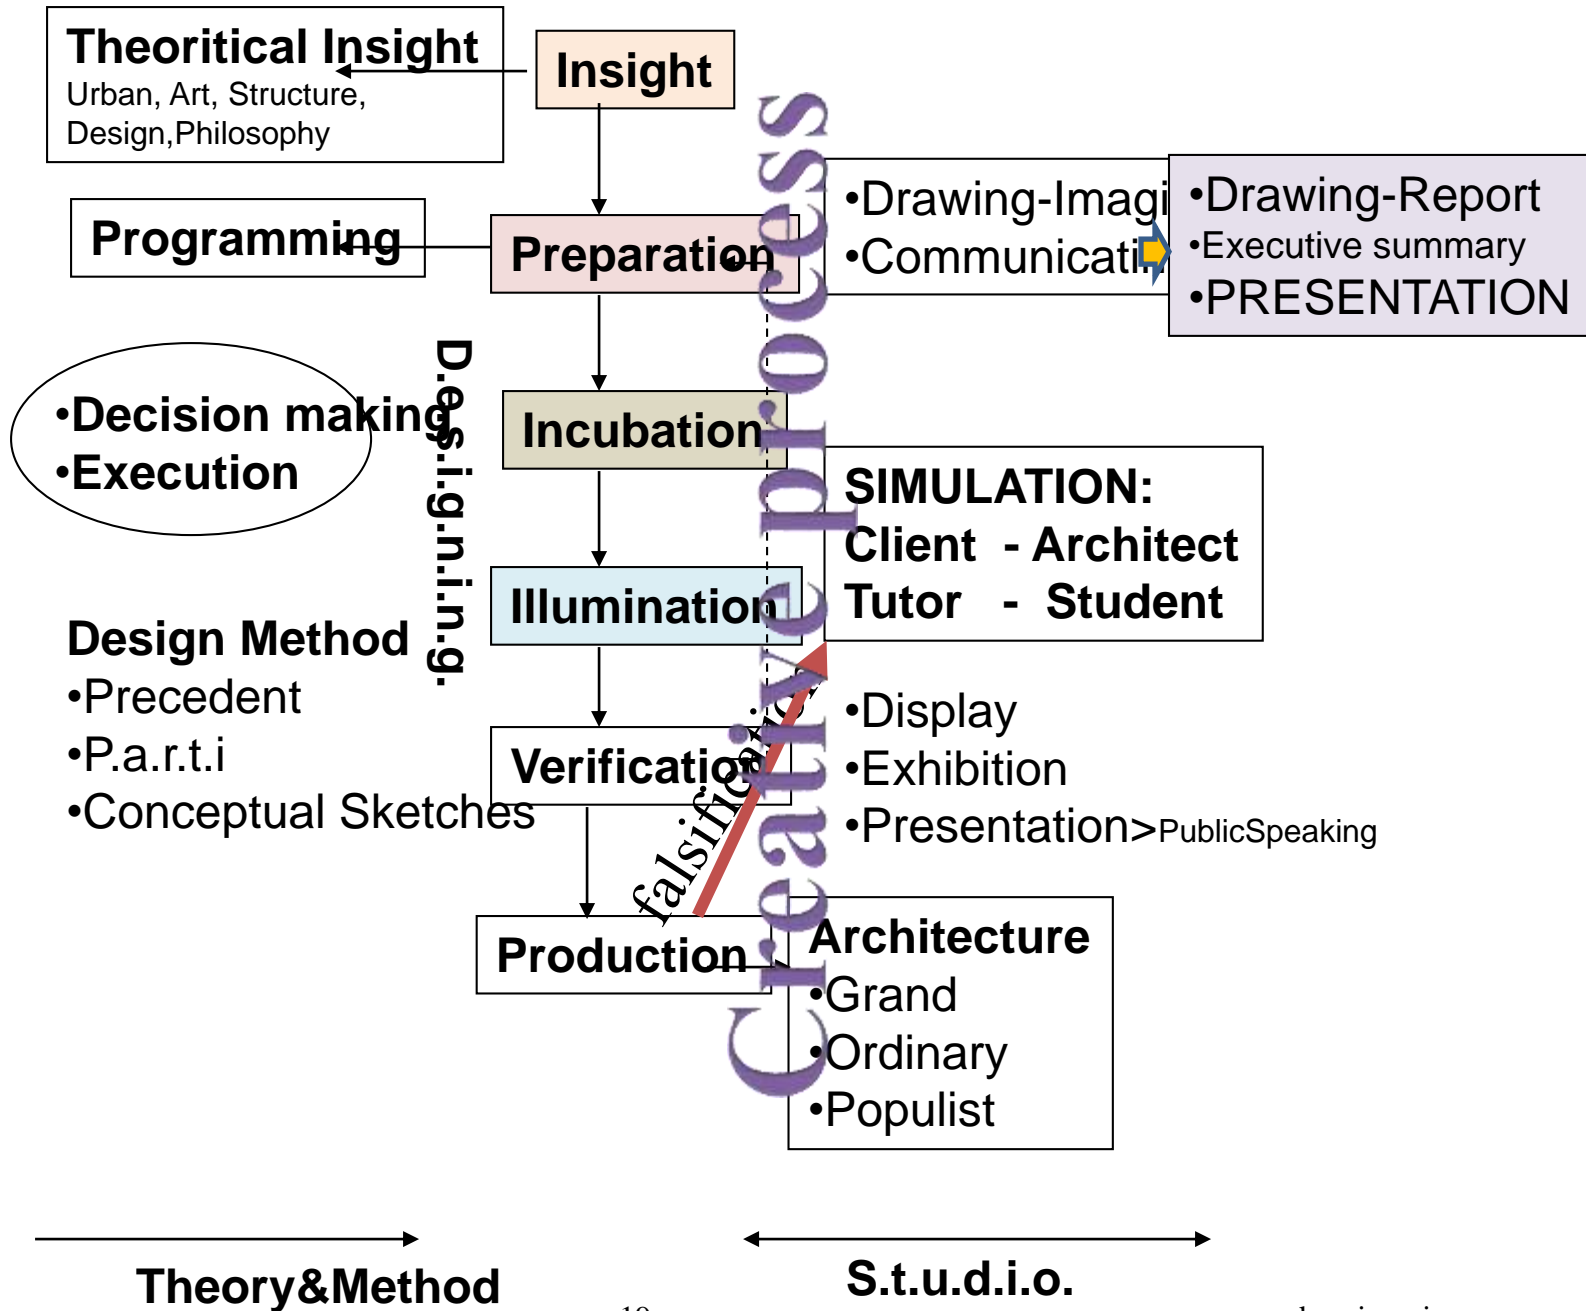 Theoritical Insight
Urban, Art, Structure,
Design,Philosophy
Insight
Programming
Preparation
•Drawing-Imagi
•Communicati
•Drawing-Report
•Executive summary
•PRESENTATION
•Decision making
•Execution
D.e.s.i.g.n.i.n.g.
Incubation
Creative process
SIMULATION:
Client - Architect
Tutor - Student
Illumination
Design Method
•Precedent
•P.a.r.t.i
•Conceptual Sketches
Verification
falsification
•Display
•Exhibition
•Presentation>PublicSpeaking
Production
Architecture
•Grand
•Ordinary
•Populist
Theory&Method
S.t.u.d.i.o.